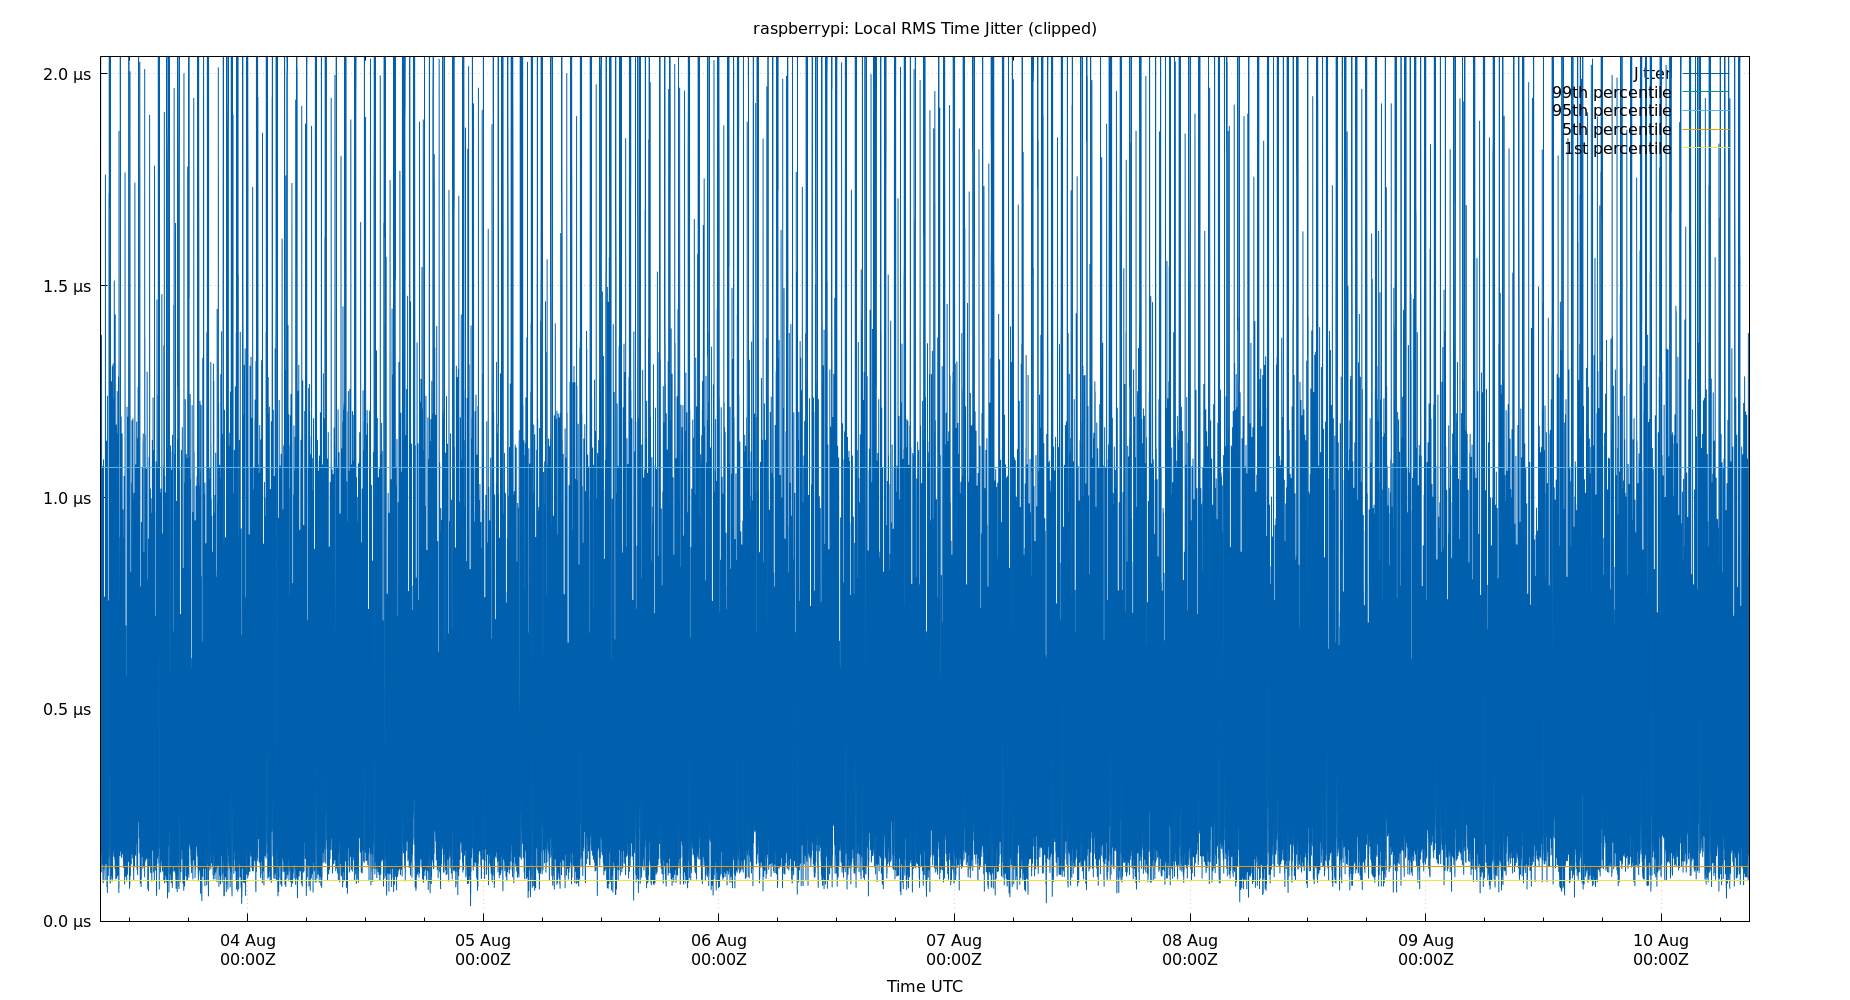 raspberrypi: Local RMS Time Jitter (clipped)
2.0 μs
1.5 μs
1.0 μs
0.5 μs
0.0 μs
Jitter
99th percentile
95th percentile
5th percentile
1st percentile
04 Aug 05 Aug 06 Aug 07 Aug 08 Aug 09 Aug 10 Aug
00:00Z 00:00Z 00:00Z 00:00Z 00:00Z 00:00Z 00:00Z
Time UTC